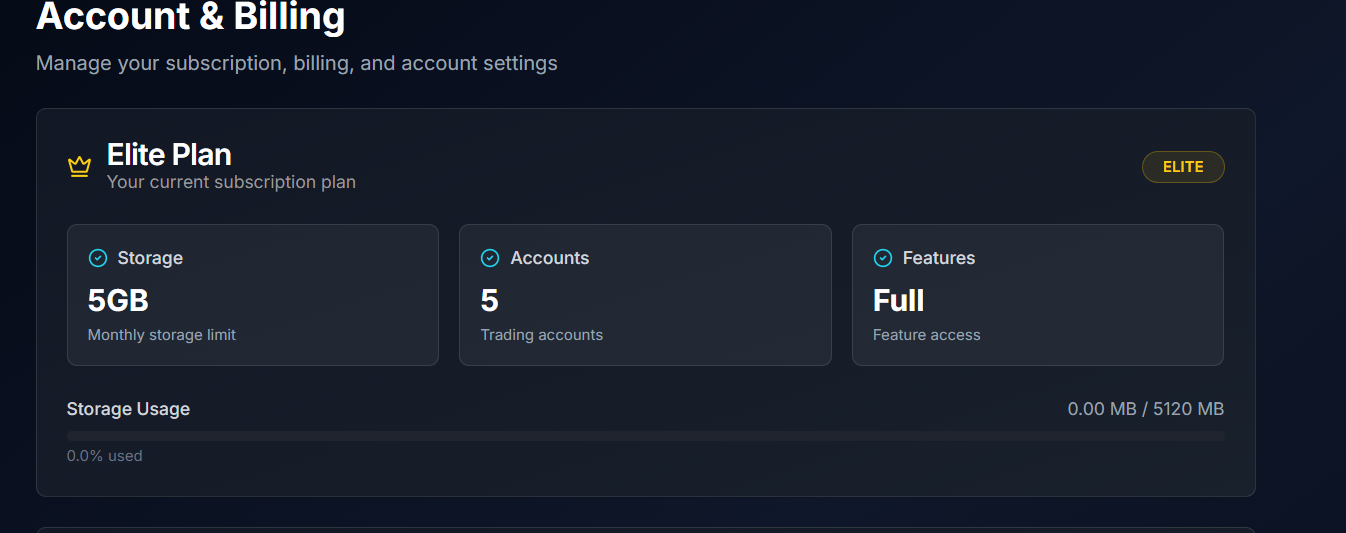 Account & Billing
Manage your subscription, billing, and account settings
Elite Plan
Your current subscription plan
ELITE
Storage
5GB
Monthly storage limit
Accounts
5
Trading accounts
Features
Full
Feature access
Storage Usage
0.00 MB / 5120 MB
0.0% used